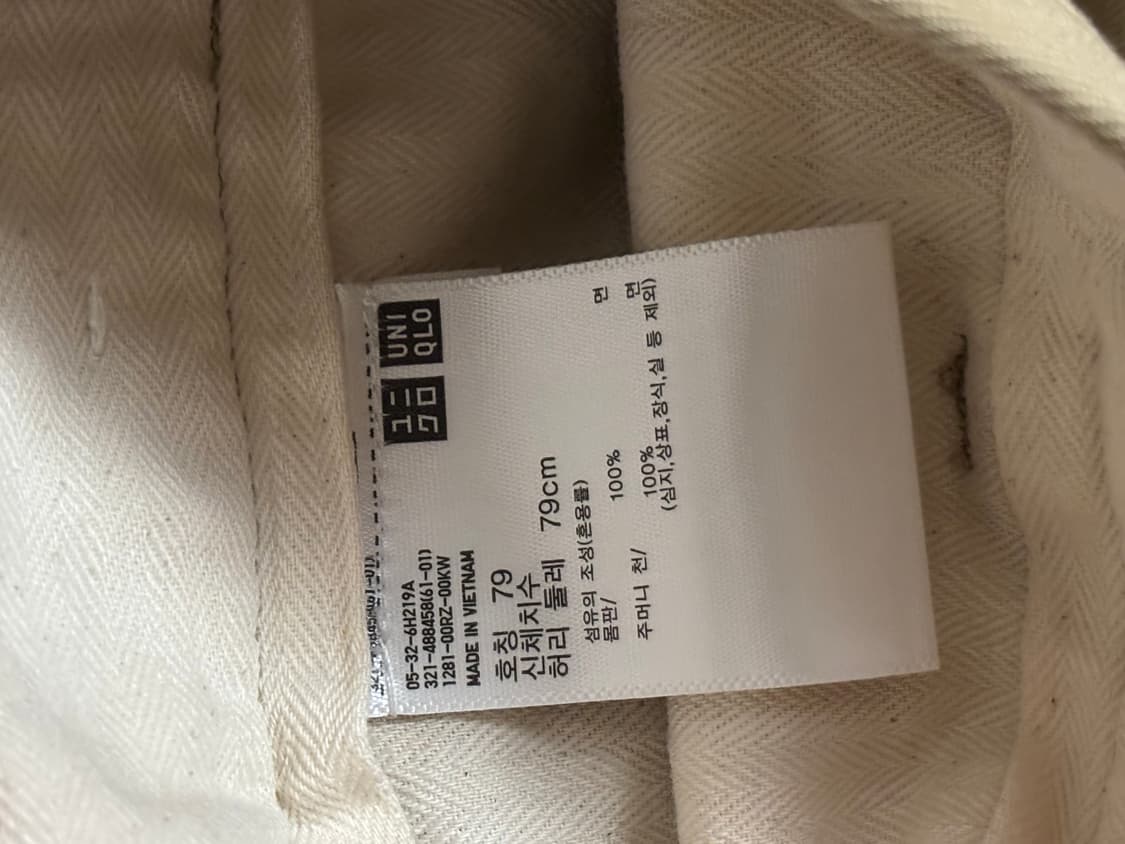 ユニ
クロ
UNI
QLO
05-32-6H219A
321-488458(61-01)
1281-00RZ-00KW
MADE IN VIETNAM
호칭 79
신체치수
허리 둘레 79cm
섬유의 조성(혼용률)
몸판/ 100% 면
주머니 천/ 100% 면
(심지,상표,장식,실 등 제외)